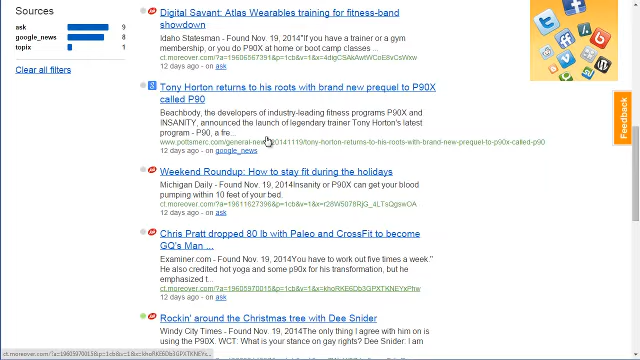 Sources
ask 9
google_news 8
topix 1
Clear all filters
Digital Savant: Atlas Wearables training for fitness-band
showdown
Idaho Statesman - Found Nov. 19, 2014"If you have a trainer or a gym
membership, or you do P90X at home or boot camp classes ...
12 days ago - on ask
Tony Horton returns to his roots with brand new prequel to P90X
called P90
Beachbody, the developers of industry-leading fitness programs P90X and
INSANITY, announced the launch of legendary trainer Tony Horton's latest
program - P90, a fre...
12 days ago - on google_news
Weekend Roundup: How to stay fit during the holidays
Michigan Daily - Found Nov. 19, 2014Insanity or P90X can get your blood
pumping within 10 feet of your bed.
12 days ago - on ask
Chris Pratt dropped 80 lb with Paleo and CrossFit to become
GQ's Man ...
Examiner.com - Found Nov. 19, 2014You have to work out five times a week."
He also credited hot yoga and some p90x for his transformation, but he
emphasized t...
12 days ago - on ask
Rockin' around the Christmas tree with Dee Snider
Windy City Times - Found Nov. 19, 2014The only thing I agree with him on is
using the P90X. WCT: What is your stance on gay rights? Dee Snider: I am
Feedback